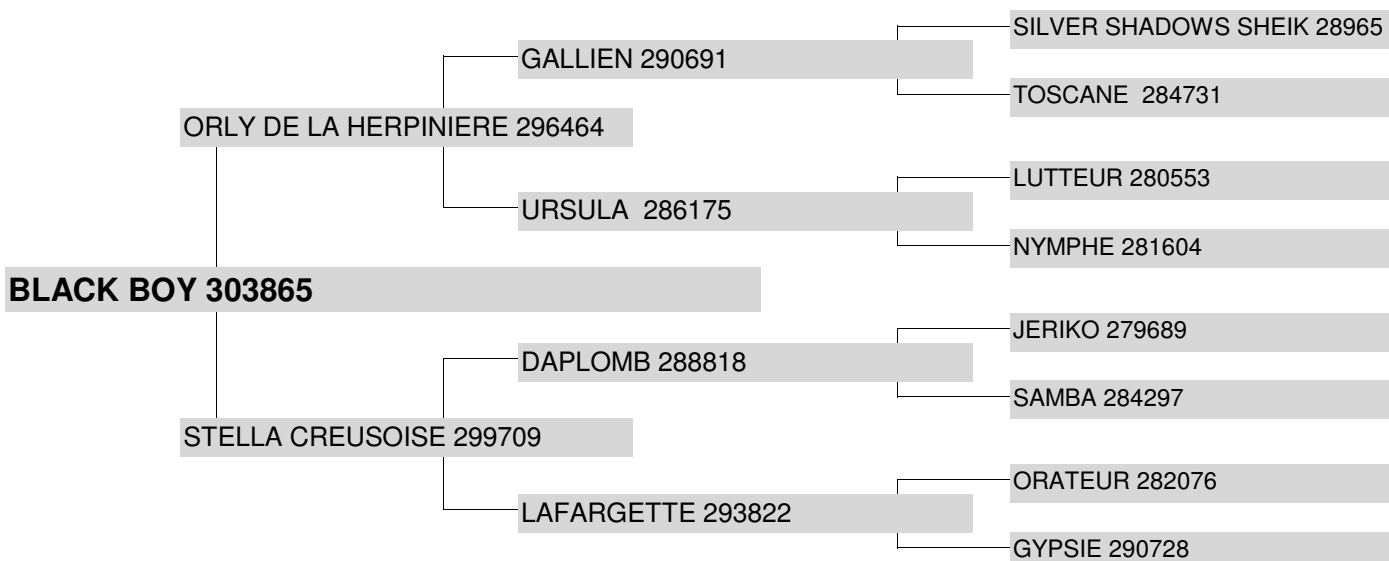 SILVER SHADOWS SHEIK 28965
GALLIEN 290691
TOSCANE 284731
ORLY DE LA HERPINIERE 296464
LUTTEUR 280553
URSULA 286175
NYMPHE 281604
BLACK BOY 303865
JERIKO 279689
DAPLOMB 288818
SAMBA 284297
STELLA CREUSOISE 299709
ORATEUR 282076
LAFARGETTE 293822
GYPSIE 290728